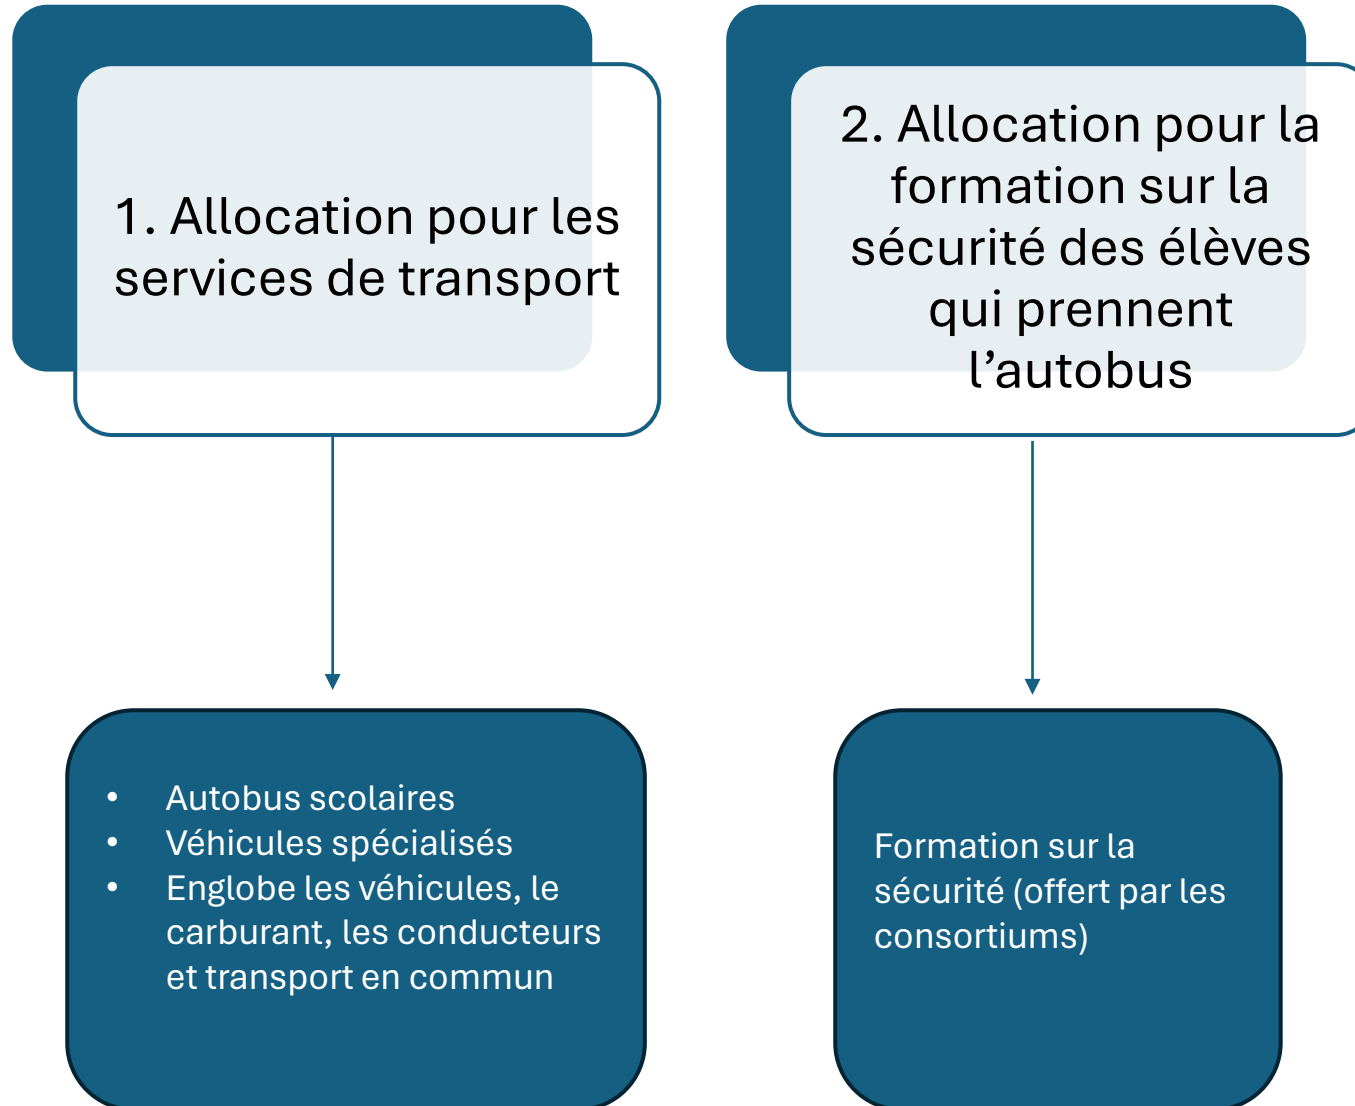 1. Allocation pour les
services de transport
2. Allocation pour la
formation sur la
sécurité des élèves
qui prennent
l’autobus
• Autobus scolaires
• Véhicules spécialisés
• Englobe les véhicules, le
carburant, les conducteurs
et transport en commun
Formation sur la
sécurité (offert par les
consortiums)